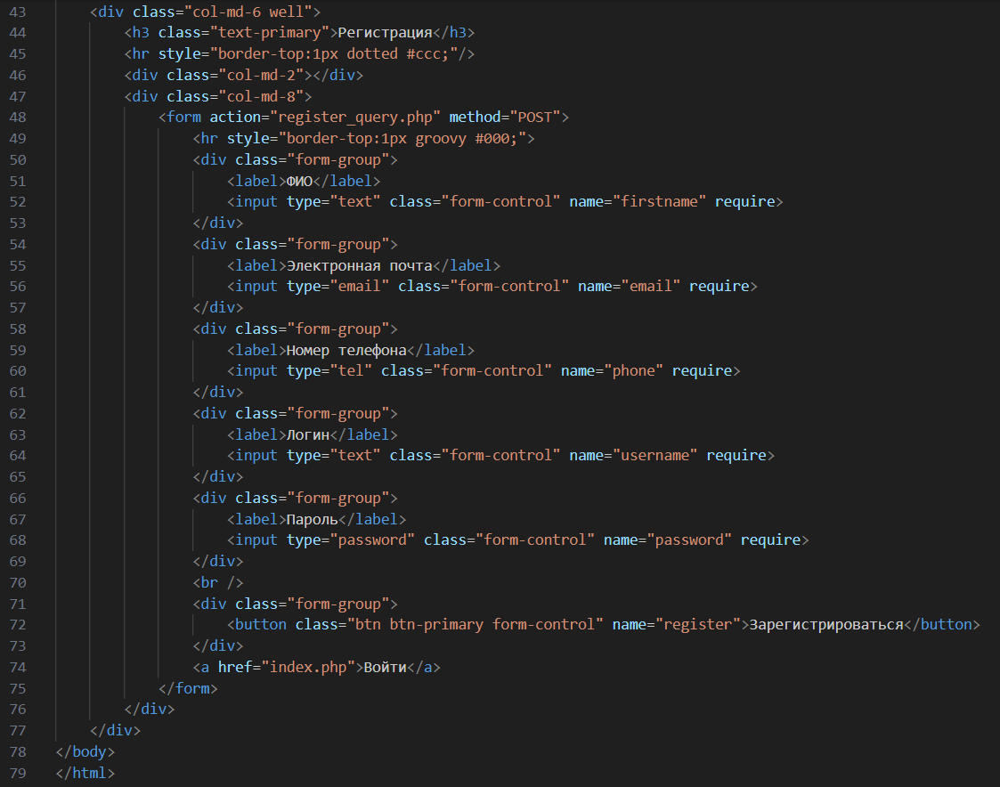 43 <div class="col-md-6 well">
44 <h3 class="text-primary">Регистрация</h3>
45 <hr style="border-top:1px dotted #ccc;"/>
46 <div class="col-md-2"></div>
47 <div class="col-md-8">
48 <form action="register_query.php" method="POST">
49 <hr style="border-top:1px groovy #000;">
50 <div class="form-group">
51 <label>ФИО</label>
52 <input type="text" class="form-control" name="firstname" require>
53 </div>
54 <div class="form-group">
55 <label>Электронная почта</label>
56 <input type="email" class="form-control" name="email" require>
57 </div>
58 <div class="form-group">
59 <label>Номер телефона</label>
60 <input type="tel" class="form-control" name="phone" require>
61 </div>
62 <div class="form-group">
63 <label>Логин</label>
64 <input type="text" class="form-control" name="username" require>
65 </div>
66 <div class="form-group">
67 <label>Пароль</label>
68 <input type="password" class="form-control" name="password" require>
69 </div>
70 <br />
71 <div class="form-group">
72 <button class="btn btn-primary form-control" name="register">Зарегистрироваться</button>
73 </div>
74 <a href="index.php">Войти</a>
75 </form>
76 </div>
77 </div>
78 </body>
79 </html>